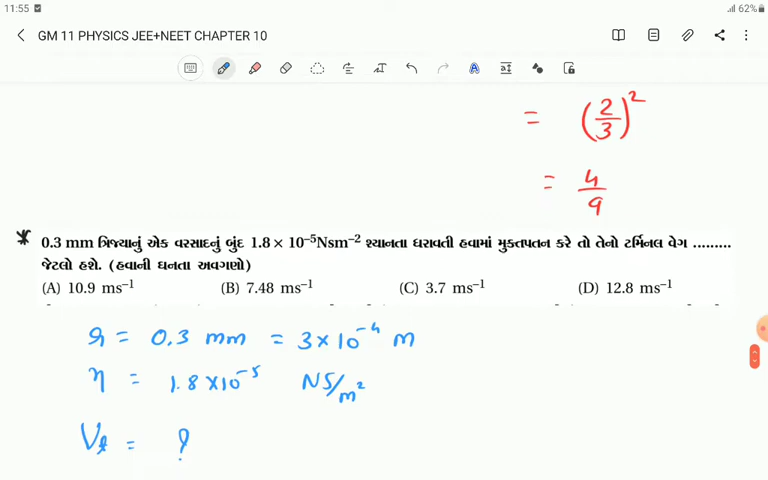 11:55
62%
GM 11 PHYSICS JEE+NEET CHAPTER 10
= (2/3)²
= 4/9
* 0.3 mm ત્રિજ્યાનું એક વરસાદનું બુંદ 1.8 × 10⁻⁵Nsm⁻² શ્યાનતા ધરાવતી હવામાં મુક્તપતન કરે તો તેનો ટર્મિનલ વેગ .........
જેટલો હશે. (હવાની ઘનતા અવગણો)
(A) 10.9 ms⁻¹ (B) 7.48 ms⁻¹ (C) 3.7 ms⁻¹ (D) 12.8 ms⁻¹
r = 0.3 mm = 3×10⁻⁴ m
η = 1.8×10⁻⁵ NS/m²
Vt = ?